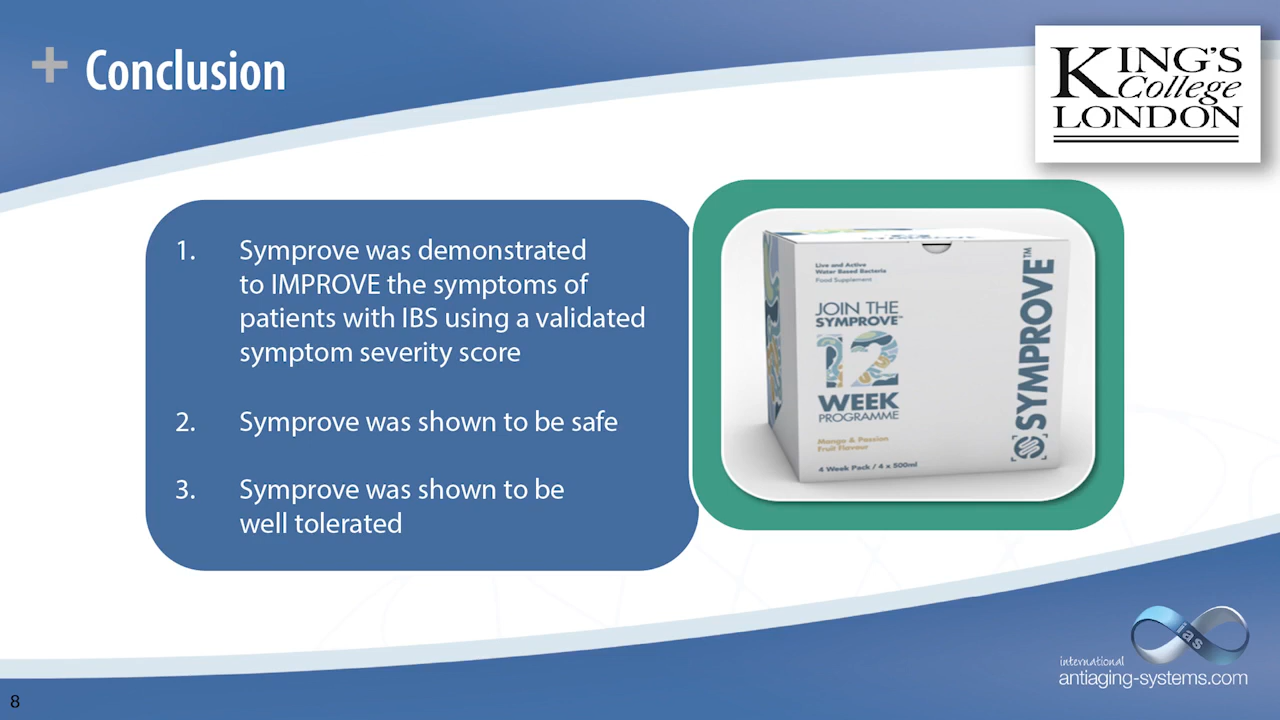 + Conclusion
KING'S
College
LONDON
1. Symprove was demonstrated
to IMPROVE the symptoms of
patients with IBS using a validated
symptom severity score
2. Symprove was shown to be safe
3. Symprove was shown to be
well tolerated
Live and Active
Water Based Bacteria
Food Supplement
JOIN THE
SYMPROVE™
12
WEEK
PROGRAMME
Mango & Passion
Fruit Flavour
4 Week Pack / 4 x 500ml
SYMPROVE™
ias
international
antiaging-systems.com
8